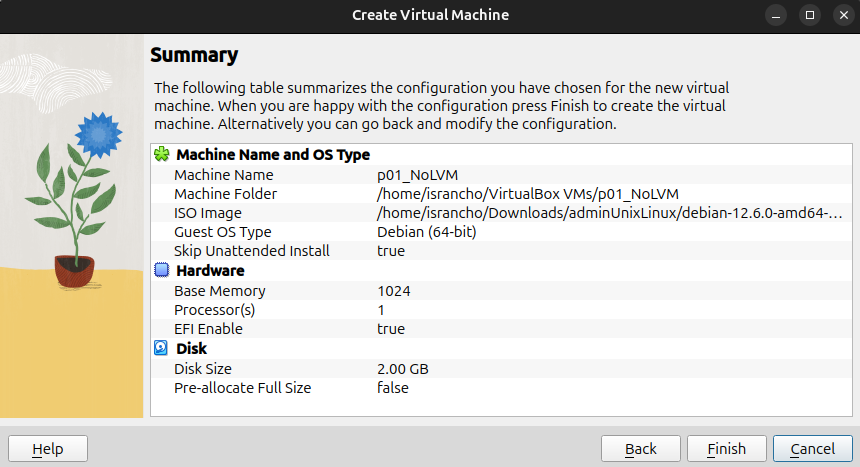 Create Virtual Machine
Summary
The following table summarizes the configuration you have chosen for the new virtual
machine. When you are happy with the configuration press Finish to create the virtual
machine. Alternatively you can go back and modify the configuration.
Machine Name and OS Type
Machine Name p01_NoLVM
Machine Folder /home/israncho/VirtualBox VMs/p01_NoLVM
ISO Image /home/israncho/Downloads/adminUnixLinux/debian-12.6.0-amd64-...
Guest OS Type Debian (64-bit)
Skip Unattended Install true
Hardware
Base Memory 1024
Processor(s) 1
EFI Enable true
Disk
Disk Size 2.00 GB
Pre-allocate Full Size false
Help Back Finish Cancel